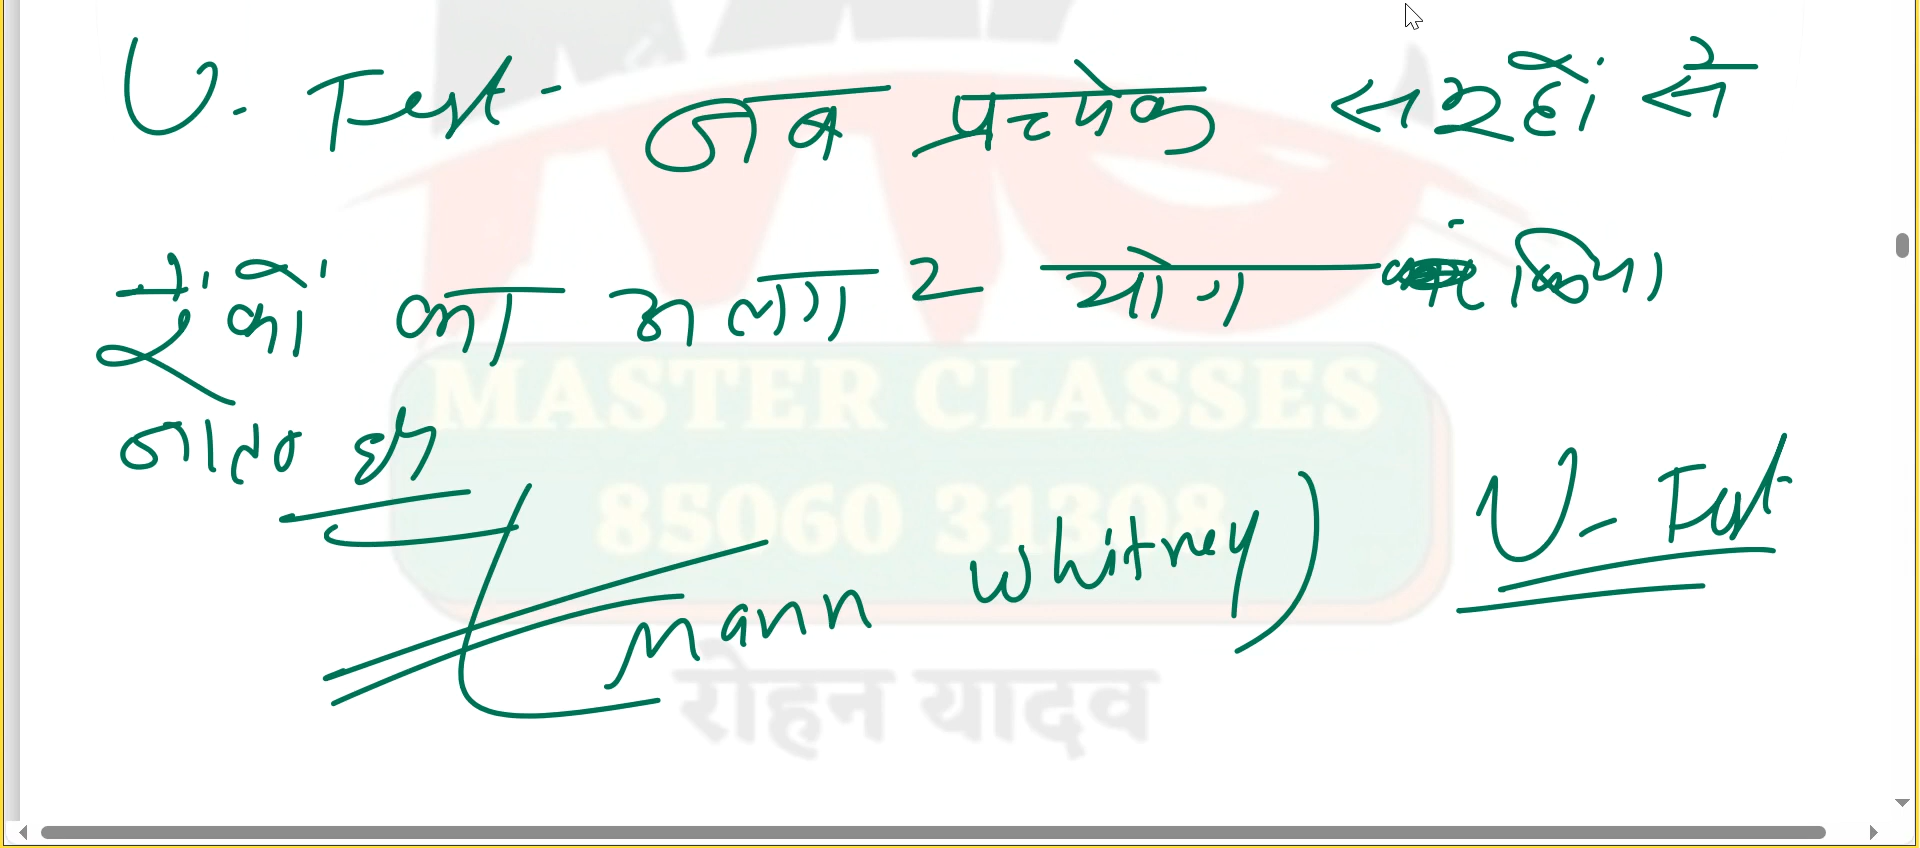 U. Test - जब प्रत्येक समूहों से
रैंकों का अलग 2 योग किया
जाता है
(Mann Whitney) U - Test
MASTER CLASSES
85060 31308
रोहन यादव